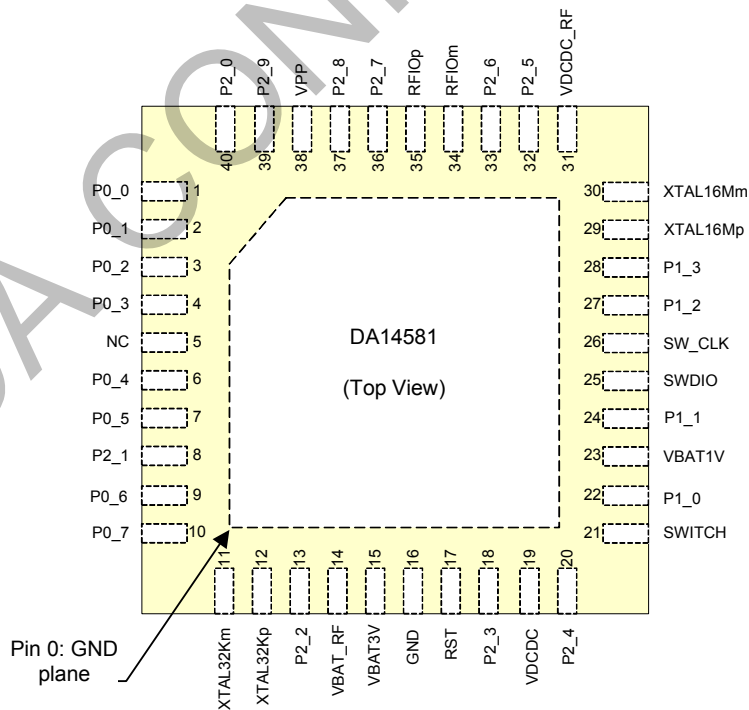 P2_0
P2_9
VPP
P2_8
P2_7
RFIOp
RFIOm
P2_6
P2_5
VDCDC_RF
40
39
38
37
36
35
34
33
32
31
P0_0 1
P0_1 2
P0_2 3
P0_3 4
NC 5
P0_4 6
P0_5 7
P2_1 8
P0_6 9
P0_7 10
DA14581
(Top View)
30 XTAL16Mm
29 XTAL16Mp
28 P1_3
27 P1_2
26 SW_CLK
25 SWDIO
24 P1_1
23 VBAT1V
22 P1_0
21 SWITCH
11
12
13
14
15
16
17
18
19
20
XTAL32Km
XTAL32Kp
P2_2
VBAT_RF
VBAT3V
GND
RST
P2_3
VDCDC
P2_4
Pin 0: GND
plane